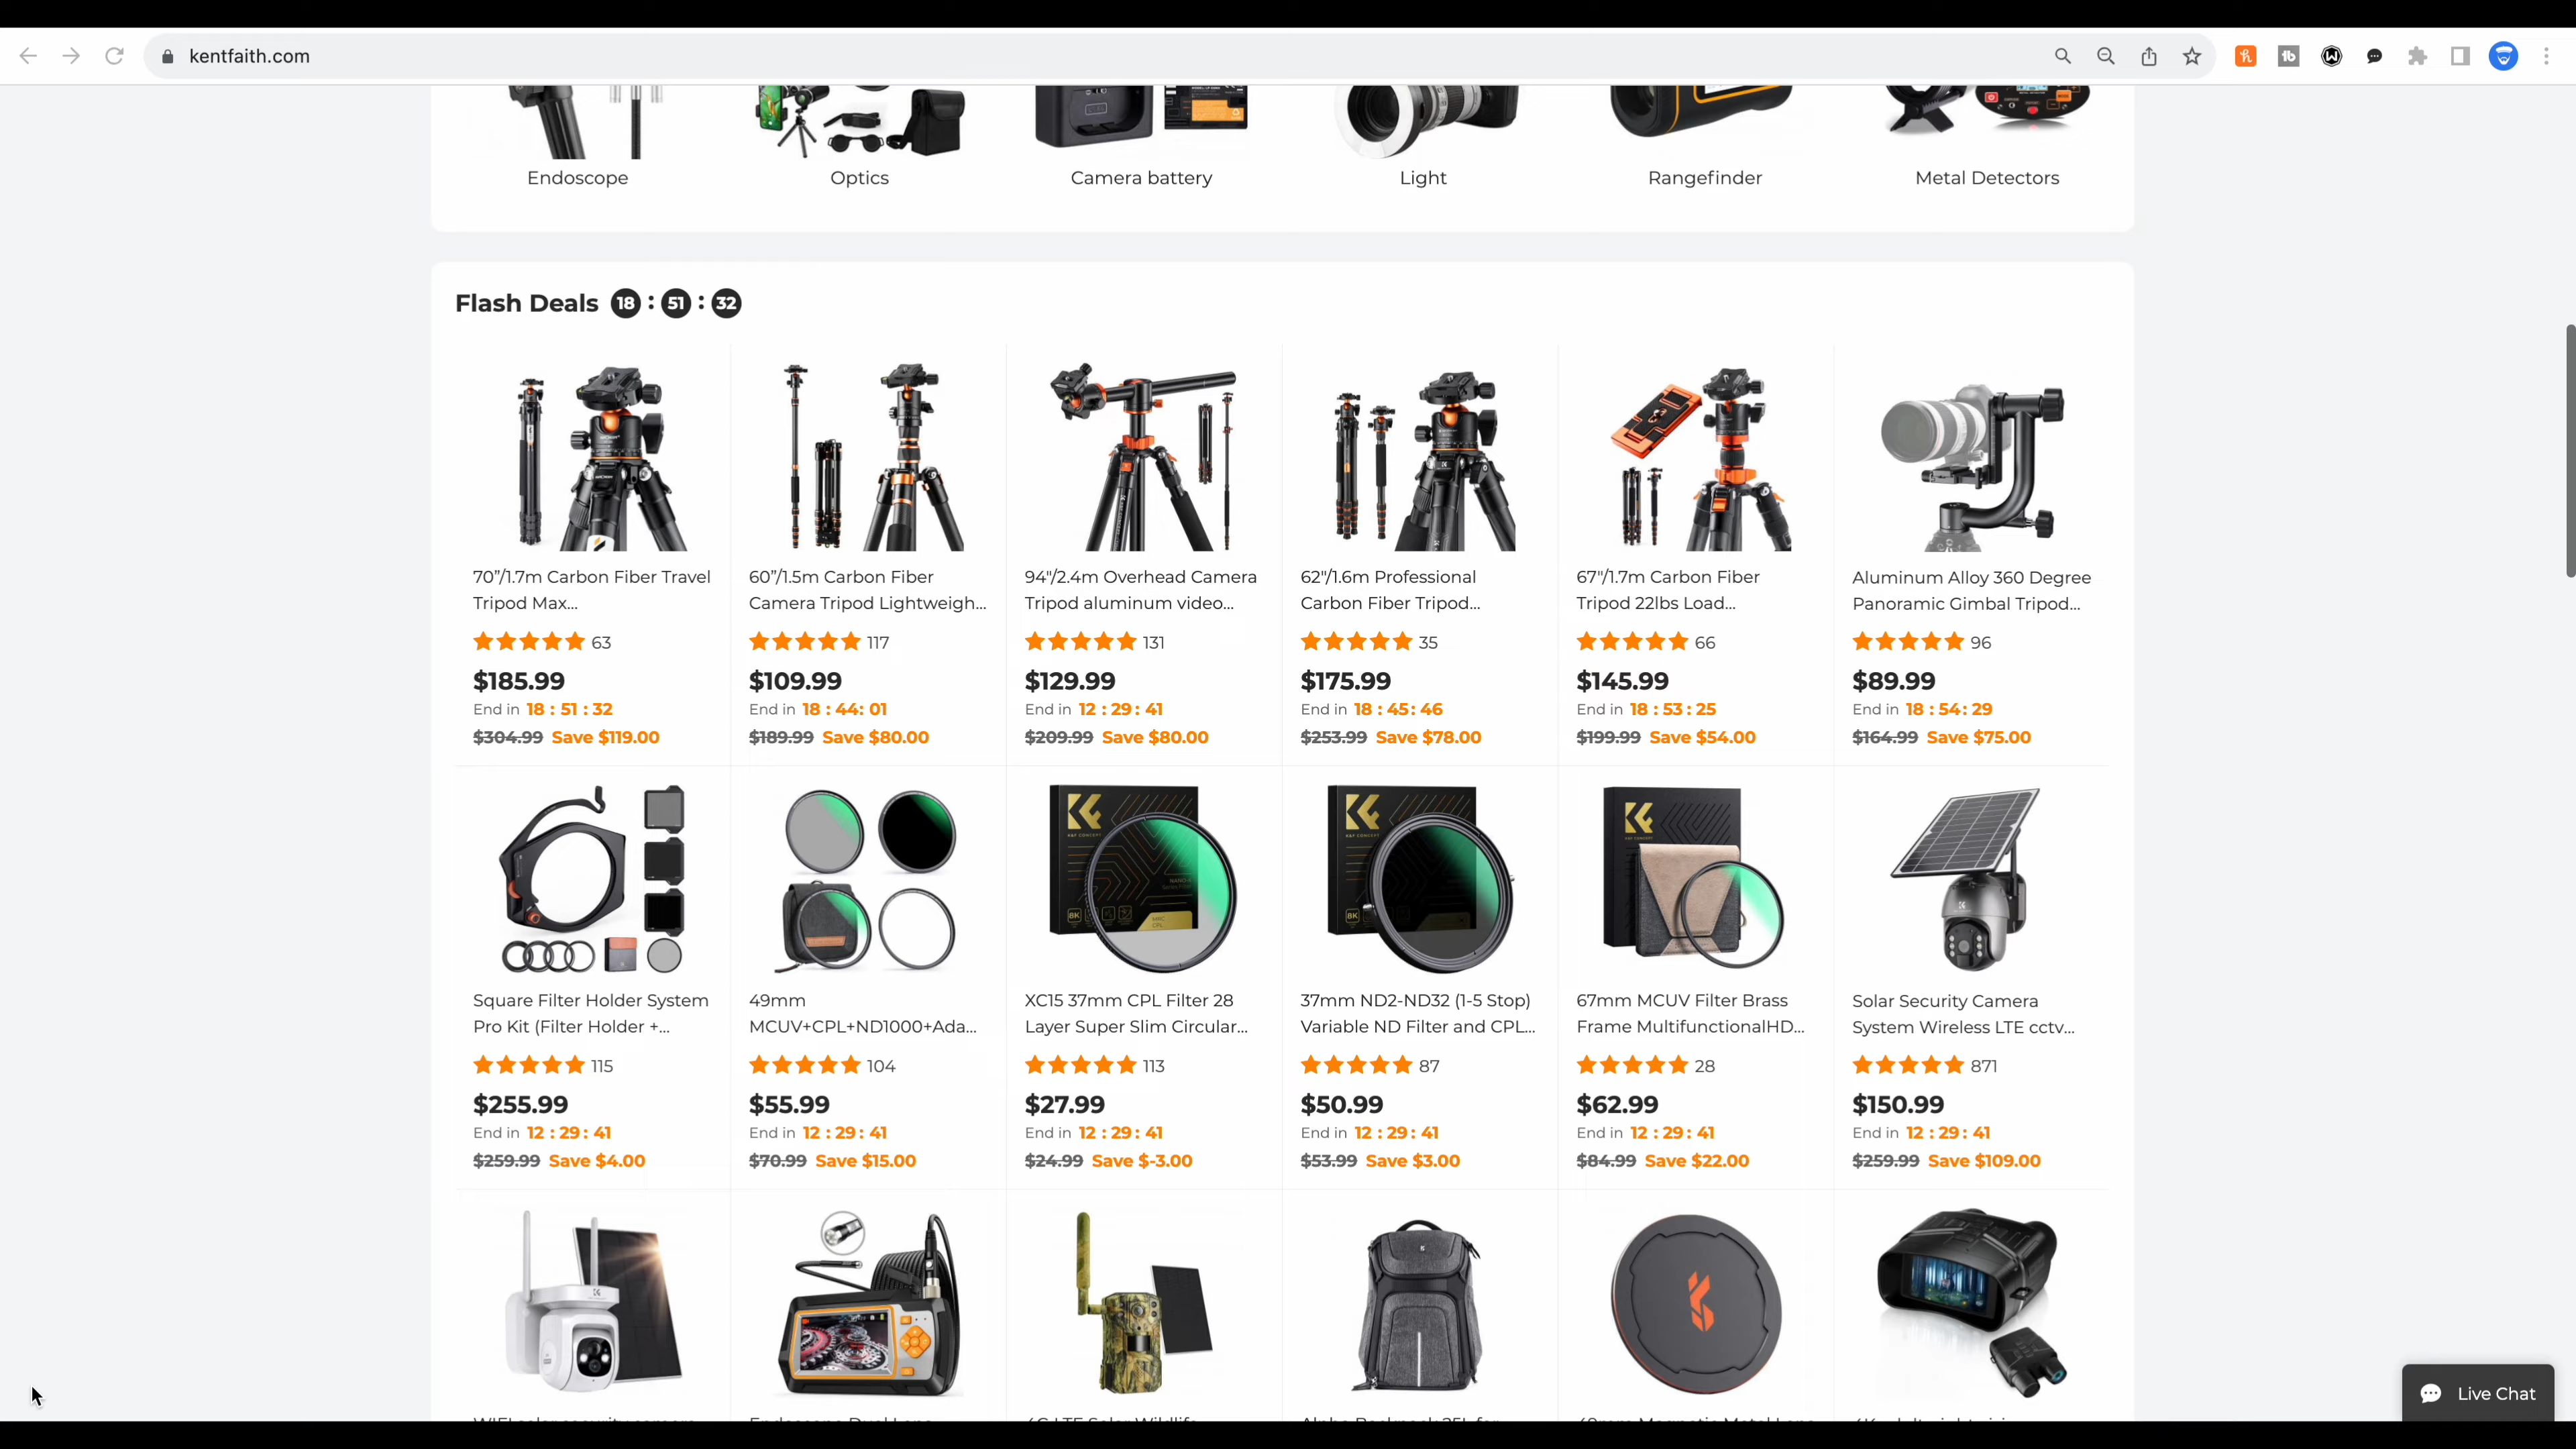 kentfaith.com
Endoscope
Optics
Camera battery
Light
Rangefinder
Metal Detectors
Flash Deals 18 : 51 : 32
70”/1.7m Carbon Fiber Travel
Tripod Max...
63
$185.99
End in 18 : 51 : 32
$304.99 Save $119.00
60”/1.5m Carbon Fiber
Camera Tripod Lightweigh...
117
$109.99
End in 18 : 44 : 01
$189.99 Save $80.00
94"/2.4m Overhead Camera
Tripod aluminum video...
131
$129.99
End in 12 : 29 : 41
$209.99 Save $80.00
62"/1.6m Professional
Carbon Fiber Tripod...
35
$175.99
End in 18 : 45 : 46
$253.99 Save $78.00
67"/1.7m Carbon Fiber
Tripod 22lbs Load...
66
$145.99
End in 18 : 53 : 25
$199.99 Save $54.00
Aluminum Alloy 360 Degree
Panoramic Gimbal Tripod...
96
$89.99
End in 18 : 54 : 29
$164.99 Save $75.00
Square Filter Holder System
Pro Kit (Filter Holder +...
115
$255.99
End in 12 : 29 : 41
$259.99 Save $4.00
49mm
MCUV+CPL+ND1000+Ada...
104
$55.99
End in 12 : 29 : 41
$70.99 Save $15.00
8K
MRC
CPL
XC15 37mm CPL Filter 28
Layer Super Slim Circular...
113
$27.99
End in 12 : 29 : 41
$24.99 Save $-3.00
8K
37mm ND2-ND32 (1-5 Stop)
Variable ND Filter and CPL...
87
$50.99
End in 12 : 29 : 41
$53.99 Save $3.00
67mm MCUV Filter Brass
Frame MultifunctionalHD...
28
$62.99
End in 12 : 29 : 41
$84.99 Save $22.00
Solar Security Camera
System Wireless LTE cctv...
871
$150.99
End in 12 : 29 : 41
$259.99 Save $109.00
Live Chat